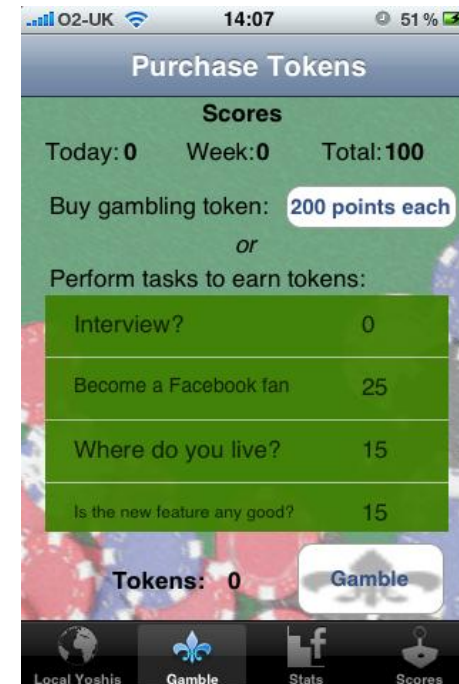 O2-UK 14:07 51 %
Purchase Tokens
Scores
Today: 0 Week:0 Total:100
Buy gambling token: 200 points each
or
Perform tasks to earn tokens:
Interview? 0
Become a Facebook fan 25
Where do you live? 15
Is the new feature any good? 15
Tokens: 0 Gamble
Local Yoshis Gamble Stats Scores